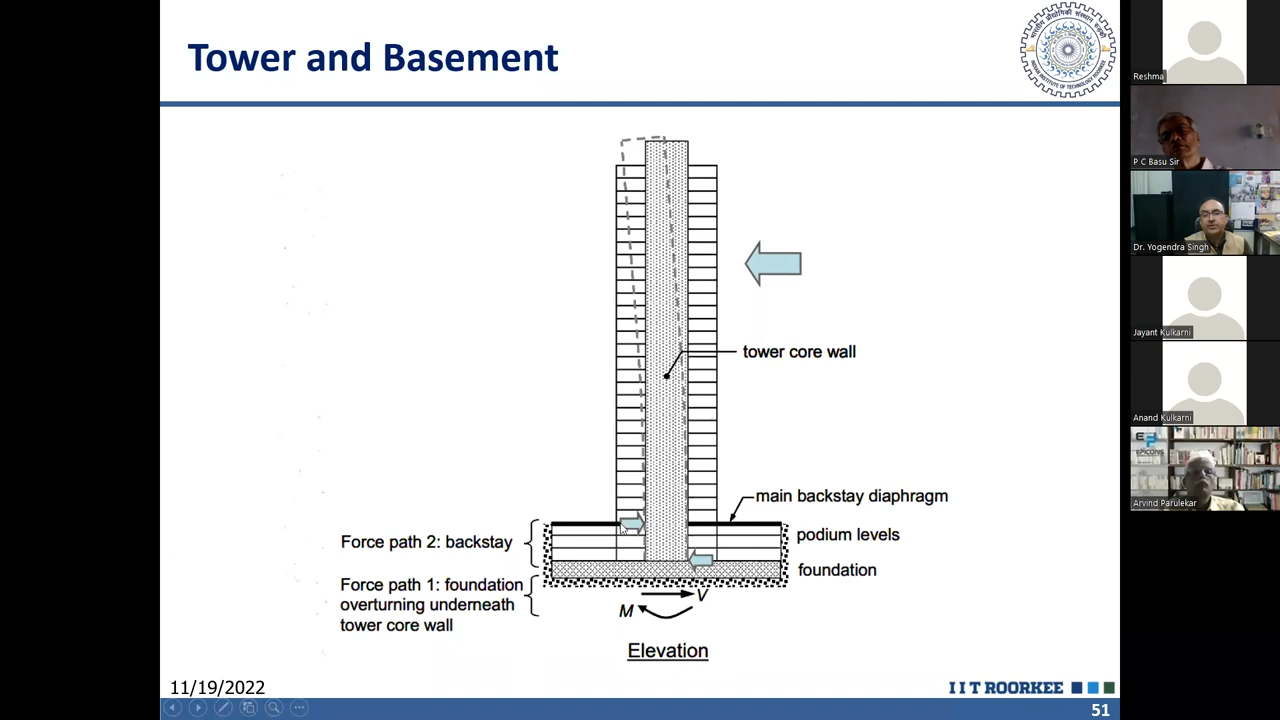 Tower and Basement
tower core wall
main backstay diaphragm
Force path 2: backstay
podium levels
foundation
Force path 1: foundation
overturning underneath
tower core wall
V
M
Elevation
11/19/2022
I I T ROORKEE
51
Reshma
P C Basu Sir
Dr. Yogendra Singh
Jayant Kulkarni
Anand Kulkarni
Arvind Parulekar